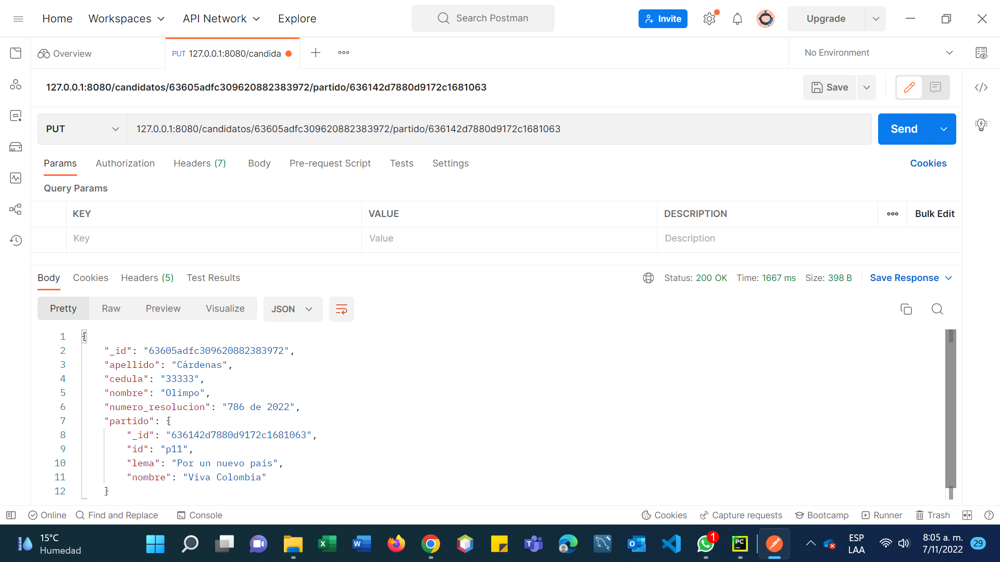 Home Workspaces API Network Explore Search Postman Invite Upgrade
Overview PUT 127.0.0.1:8080/candida No Environment
127.0.0.1:8080/candidatos/63605adfc309620882383972/partido/636142d7880d9172c1681063 Save
PUT 127.0.0.1:8080/candidatos/63605adfc309620882383972/partido/636142d7880d9172c1681063 Send
Params Authorization Headers (7) Body Pre-request Script Tests Settings Cookies
Query Params
KEY VALUE DESCRIPTION Bulk Edit
Key Value Description
Body Cookies Headers (5) Test Results Status: 200 OK Time: 1667 ms Size: 398 B Save Response
Pretty Raw Preview Visualize JSON
1 {
2 "_id": "63605adfc309620882383972",
3 "apellido": "Cárdenas",
4 "cedula": "33333",
5 "nombre": "Olimpo",
6 "numero_resolucion": "786 de 2022",
7 "partido": {
8 "_id": "636142d7880d9172c1681063",
9 "id": "p11",
10 "lema": "Por un nuevo pais",
11 "nombre": "Viva Colombia"
12 }
Online Find and Replace Console Cookies Capture requests Bootcamp Runner Trash
15°C ESP 8:05 a. m.
Humedad LAA 7/11/2022 29
1